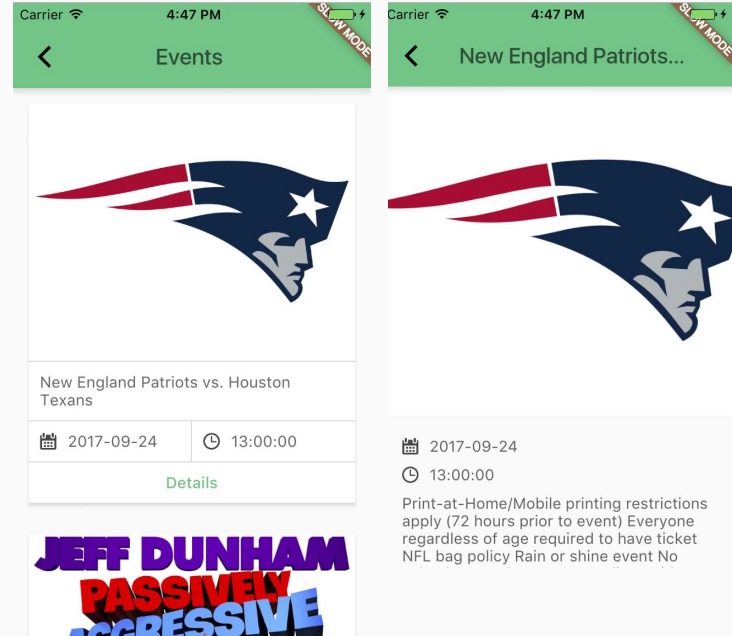 Carrier
4:47 PM
SLOW MODE
Events
New England Patriots vs. Houston
Texans
2017-09-24
13:00:00
Details
JEFF DUNHAM
PASSIVELY
AGGRESSIVE
Carrier
4:47 PM
SLOW MODE
New England Patriots...
2017-09-24
13:00:00
Print-at-Home/Mobile printing restrictions
apply (72 hours prior to event) Everyone
regardless of age required to have ticket
NFL bag policy Rain or shine event No